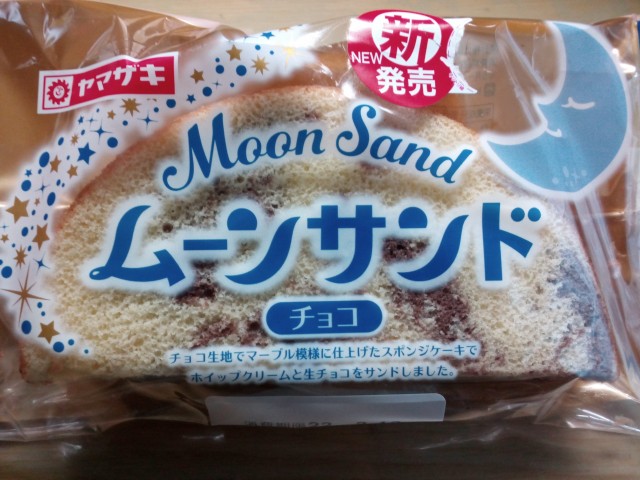 ヤマザキ
新
NEW
発売
Moon Sand
ムーンサンド
チョコ
チョコ生地でマーブル模様に仕上げたスポンジケーキで
ホイップクリームと生チョコをサンドしました。